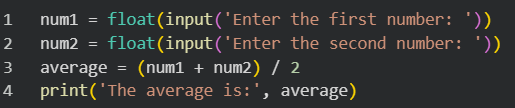 1 num1 = float(input('Enter the first number: '))
2 num2 = float(input('Enter the second number: '))
3 average = (num1 + num2) / 2
4 print('The average is:', average)